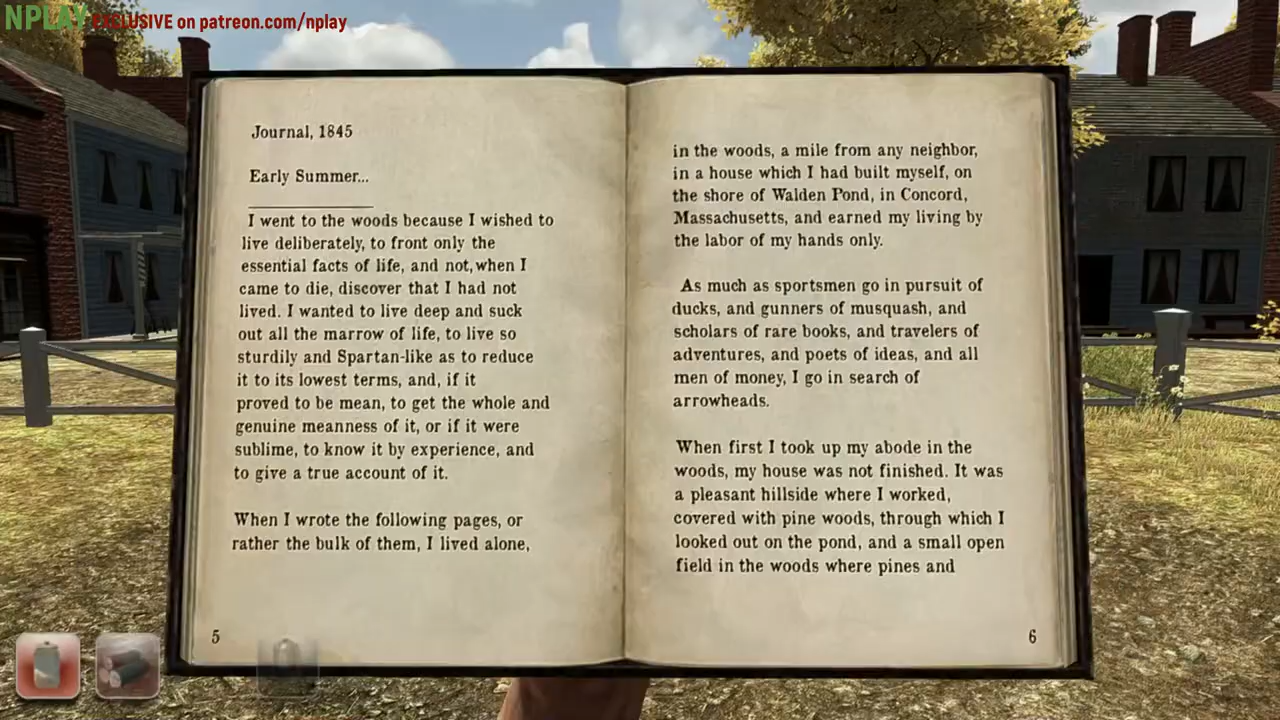 NPLAY EXCLUSIVE on patreon.com/nplay
Journal, 1845
Early Summer...
I went to the woods because I wished to
live deliberately, to front only the
essential facts of life, and not, when I
came to die, discover that I had not
lived. I wanted to live deep and suck
out all the marrow of life, to live so
sturdily and Spartan-like as to reduce
it to its lowest terms, and, if it
proved to be mean, to get the whole and
genuine meanness of it, or if it were
sublime, to know it by experience, and
to give a true account of it.
When I wrote the following pages, or
rather the bulk of them, I lived alone,
5
in the woods, a mile from any neighbor,
in a house which I had built myself, on
the shore of Walden Pond, in Concord,
Massachusetts, and earned my living by
the labor of my hands only.
As much as sportsmen go in pursuit of
ducks, and gunners of musquash, and
scholars of rare books, and travelers of
adventures, and poets of ideas, and all
men of money, I go in search of
arrowheads.
When first I took up my abode in the
woods, my house was not finished. It was
a pleasant hillside where I worked,
covered with pine woods, through which I
looked out on the pond, and a small open
field in the woods where pines and
6